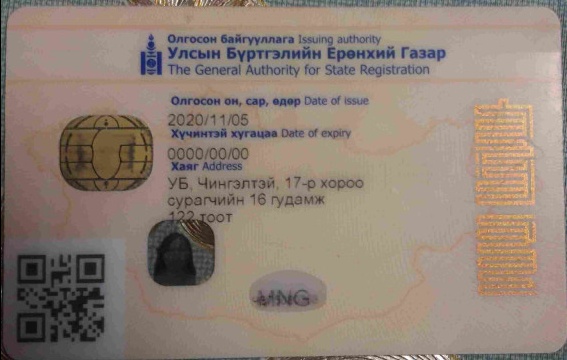 Олгосон байгууллага Issuing authority
Улсын Бүртгэлийн Ерөнхий Газар
The General Authority for State Registration
Олгосон он, сар, өдөр Date of issue
2020/11/05
Хүчинтэй хугацаа Date of expiry
0000/00/00
Хаяг Address
УБ, Чингэлтэй, 17-р хороо
сурагчийн 16 гудамж
122 тоот
MNG